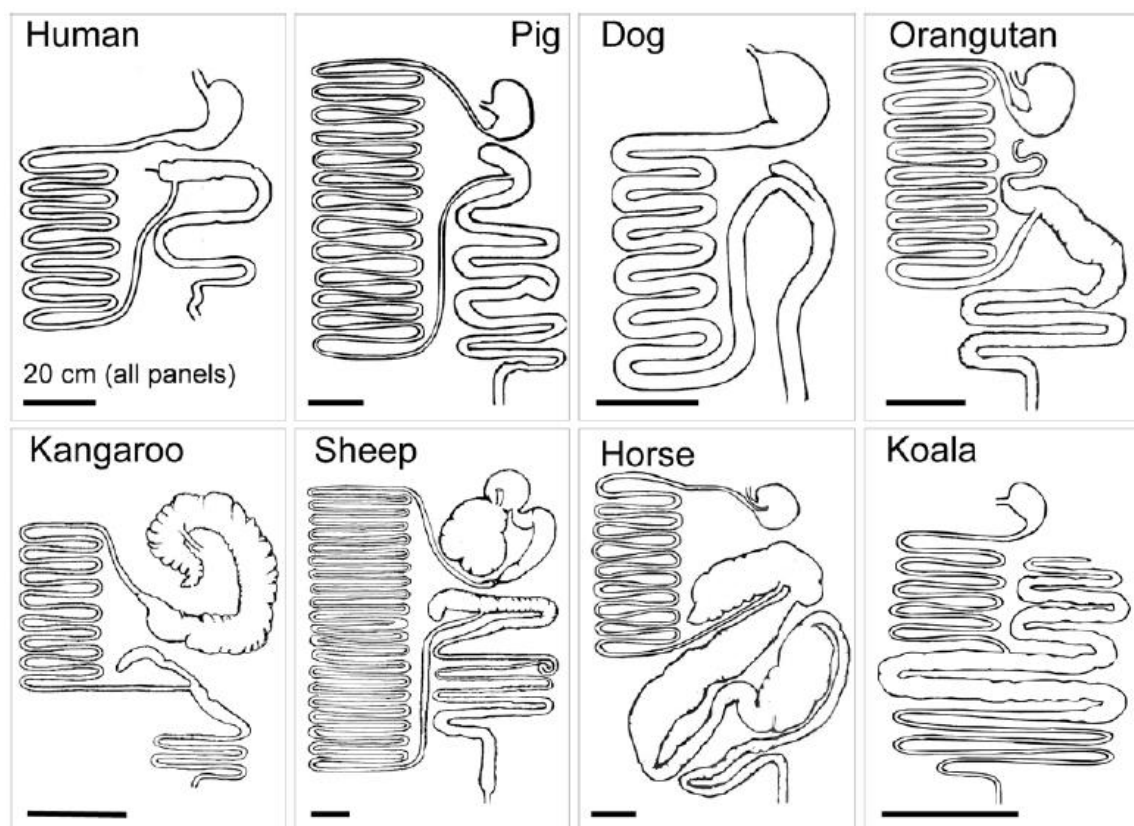 Human
Pig
Dog
Orangutan
20 cm (all panels)
Kangaroo
Sheep
Horse
Koala